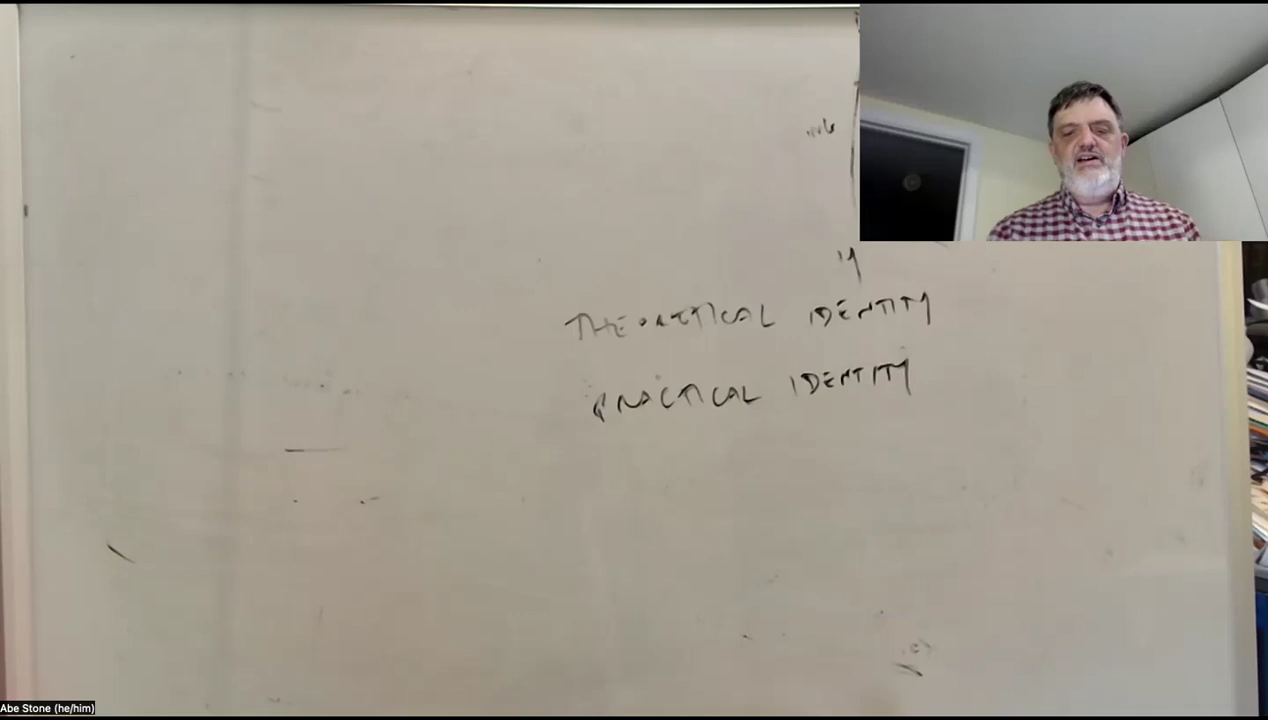 THEORETICAL IDENTITY
PRACTICAL IDENTITY
Abe Stone (he/him)